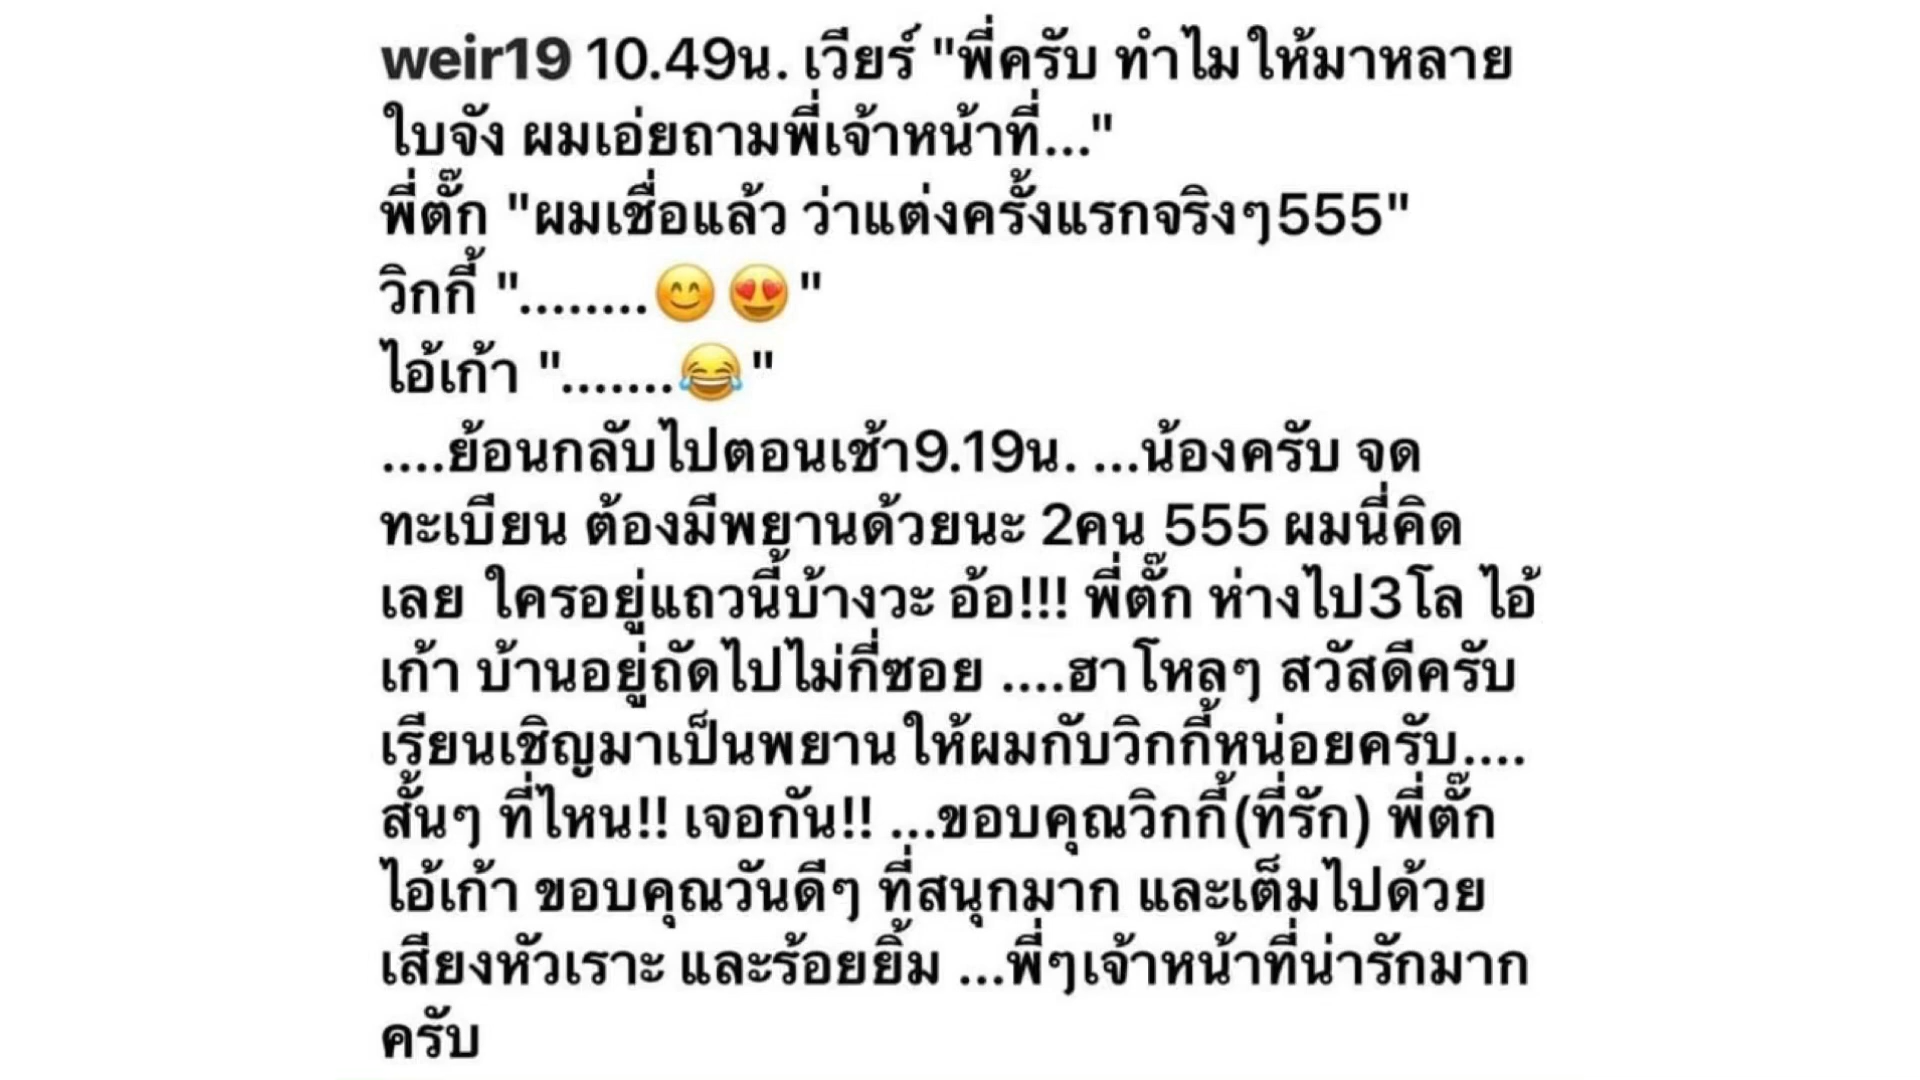 weir19 10.49น. เวียร์ "พี่ครับ ทำไมให้มาหลาย
ใบจัง ผมเอ่ยถามพี่เจ้าหน้าที่..."
พี่ตั๊ก "ผมเชื่อแล้ว ว่าแต่งครั้งแรกจริงๆ555"
วิกกี้ "........😊😍"
ไอ้เก้า ".......😂"
....ย้อนกลับไปตอนเช้า9.19น. ...น้องครับ จด
ทะเบียน ต้องมีพยานด้วยนะ 2คน 555 ผมนี่คิด
เลย ใครอยู่แถวนี้บ้างวะ อ้อ!!! พี่ตั๊ก ห่างไป3โล ไอ้
เก้า บ้านอยู่ถัดไปไม่กี่ซอย ....ฮาโหลๆ สวัสดีครับ
เรียนเชิญมาเป็นพยานให้ผมกับวิกกี้หน่อยครับ....
สั้นๆ ที่ไหน!! เจอกัน!! ...ขอบคุณวิกกี้(ที่รัก) พี่ตั๊ก
ไอ้เก้า ขอบคุณวันดีๆ ที่สนุกมาก และเต็มไปด้วย
เสียงหัวเราะ และร้อยยิ้ม ...พี่ๆเจ้าหน้าที่น่ารักมาก
ครับ